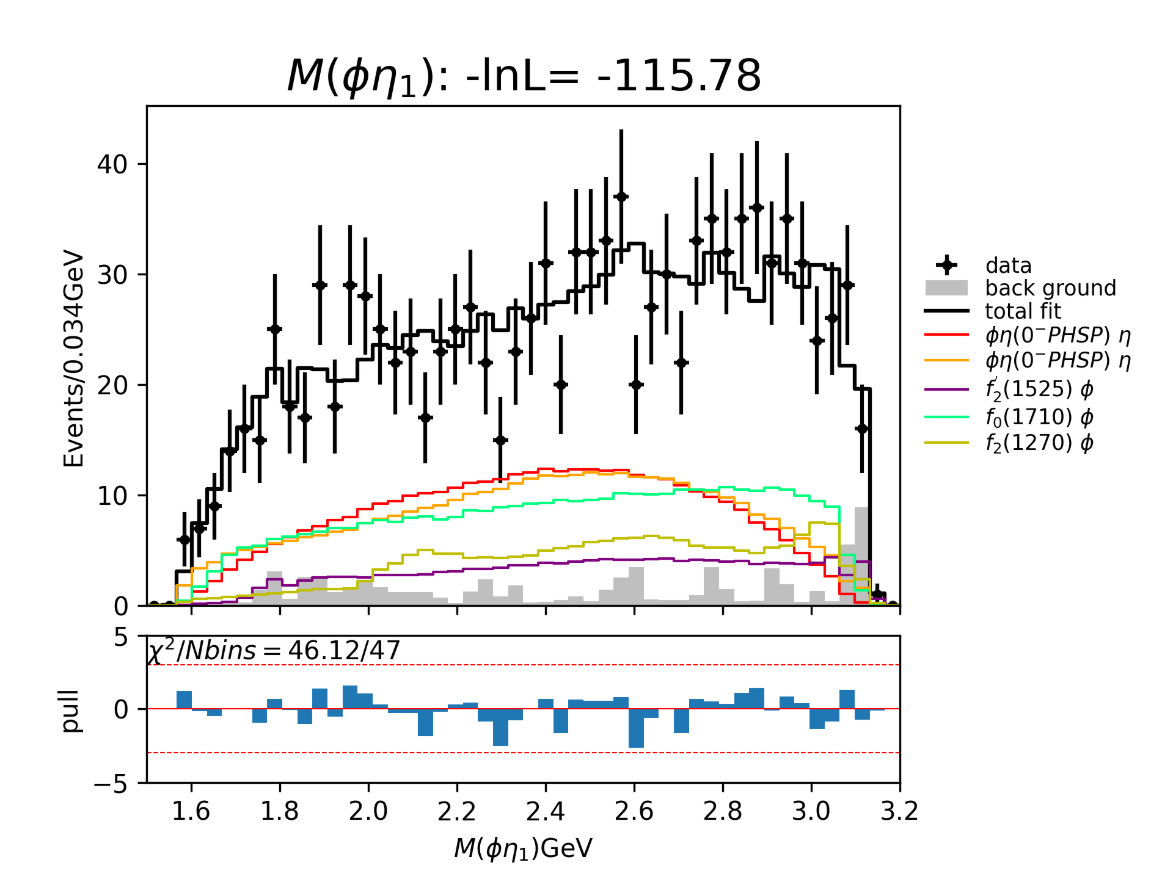 M(ϕη₁): -lnL= -115.78
Events/0.034GeV
40
30
20
10
0
data
back ground
total fit
ϕη(0⁻PHSP) η
ϕη(0⁻PHSP) η
f₂′(1525) ϕ
f₀(1710) ϕ
f₂(1270) ϕ
χ²/Nbins = 46.12/47
pull
5
0
−5
1.6 1.8 2.0 2.2 2.4 2.6 2.8 3.0 3.2
M(ϕη₁)GeV